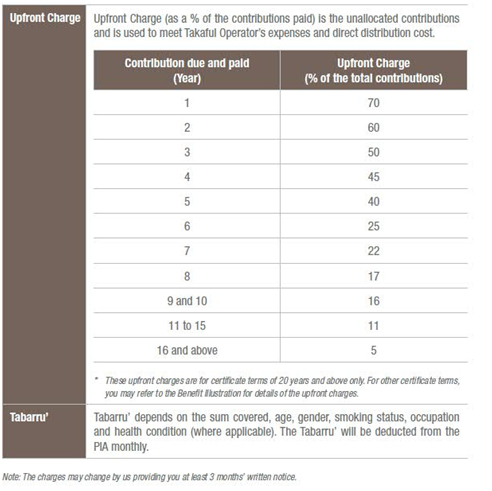 Upfront Charge
Upfront Charge (as a % of the contributions paid) is the unallocated contributions
and is used to meet Takaful Operator's expenses and direct distribution cost.
Contribution due and paid
(Year)
Upfront Charge
(% of the total contributions)
1 70
2 60
3 50
4 45
5 40
6 25
7 22
8 17
9 and 10 16
11 to 15 11
16 and above 5
* These upfront charges are for certificate terms of 20 years and above only. For other certificate terms,
you may refer to the Benefit Illustration for details of the upfront charges.
Tabarru'
Tabarru' depends on the sum covered, age, gender, smoking status, occupation
and health condition (where applicable). The Tabarru' will be deducted from the
PIA monthly.
Note: The charges may change by us providing you at least 3 months' written notice.